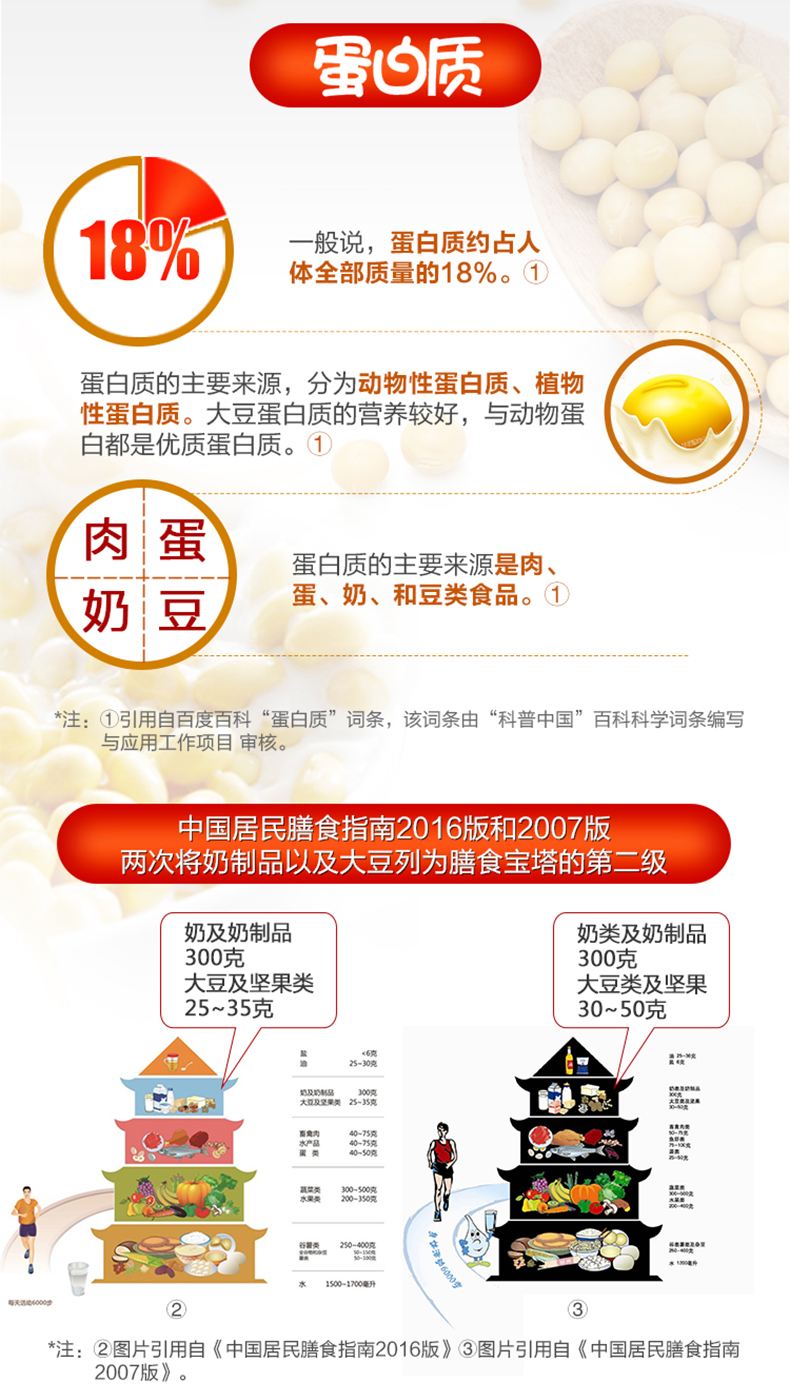 蛋白质
18%
一般说，蛋白质约占人
体全部质量的18%。①
蛋白质的主要来源，分为动物性蛋白质、植物
性蛋白质。大豆蛋白质的营养较好，与动物蛋
白都是优质蛋白质。①
肉 蛋
奶 豆
蛋白质的主要来源是肉、
蛋、奶、和豆类食品。①
*注：①引用自百度百科“蛋白质”词条，该词条由“科普中国”百科科学词条编写
与应用工作项目 审核。
中国居民膳食指南2016版和2007版
两次将奶制品以及大豆列为膳食宝塔的第二级
奶及奶制品
300克
大豆及坚果类
25~35克
盐 <6克
油 25~30克
奶及奶制品 300克
大豆及坚果类 25~35克
畜禽肉 40~75克
水产品 40~75克
蛋 类 40~50克
蔬菜类 300~500克
水果类 200~350克
谷薯类 250~400克
全谷物和杂豆 50~150克
薯类 50~100克
水 1500~1700毫升
每天活动6000步
②
奶类及奶制品
300克
大豆类及坚果
30~50克
油 25~30克
盐 6克
奶类及奶制品
300克
大豆类及坚果
30~50克
畜禽肉类
50~75克
鱼虾类
75~100克
蛋类
25~50克
蔬菜类
300~500克
水果类
200~400克
谷类薯类及杂豆
250~400克
水 1200毫升
身体活动6000步
③
*注：②图片引用自《中国居民膳食指南2016版》③图片引用自《中国居民膳食指南
2007版》。